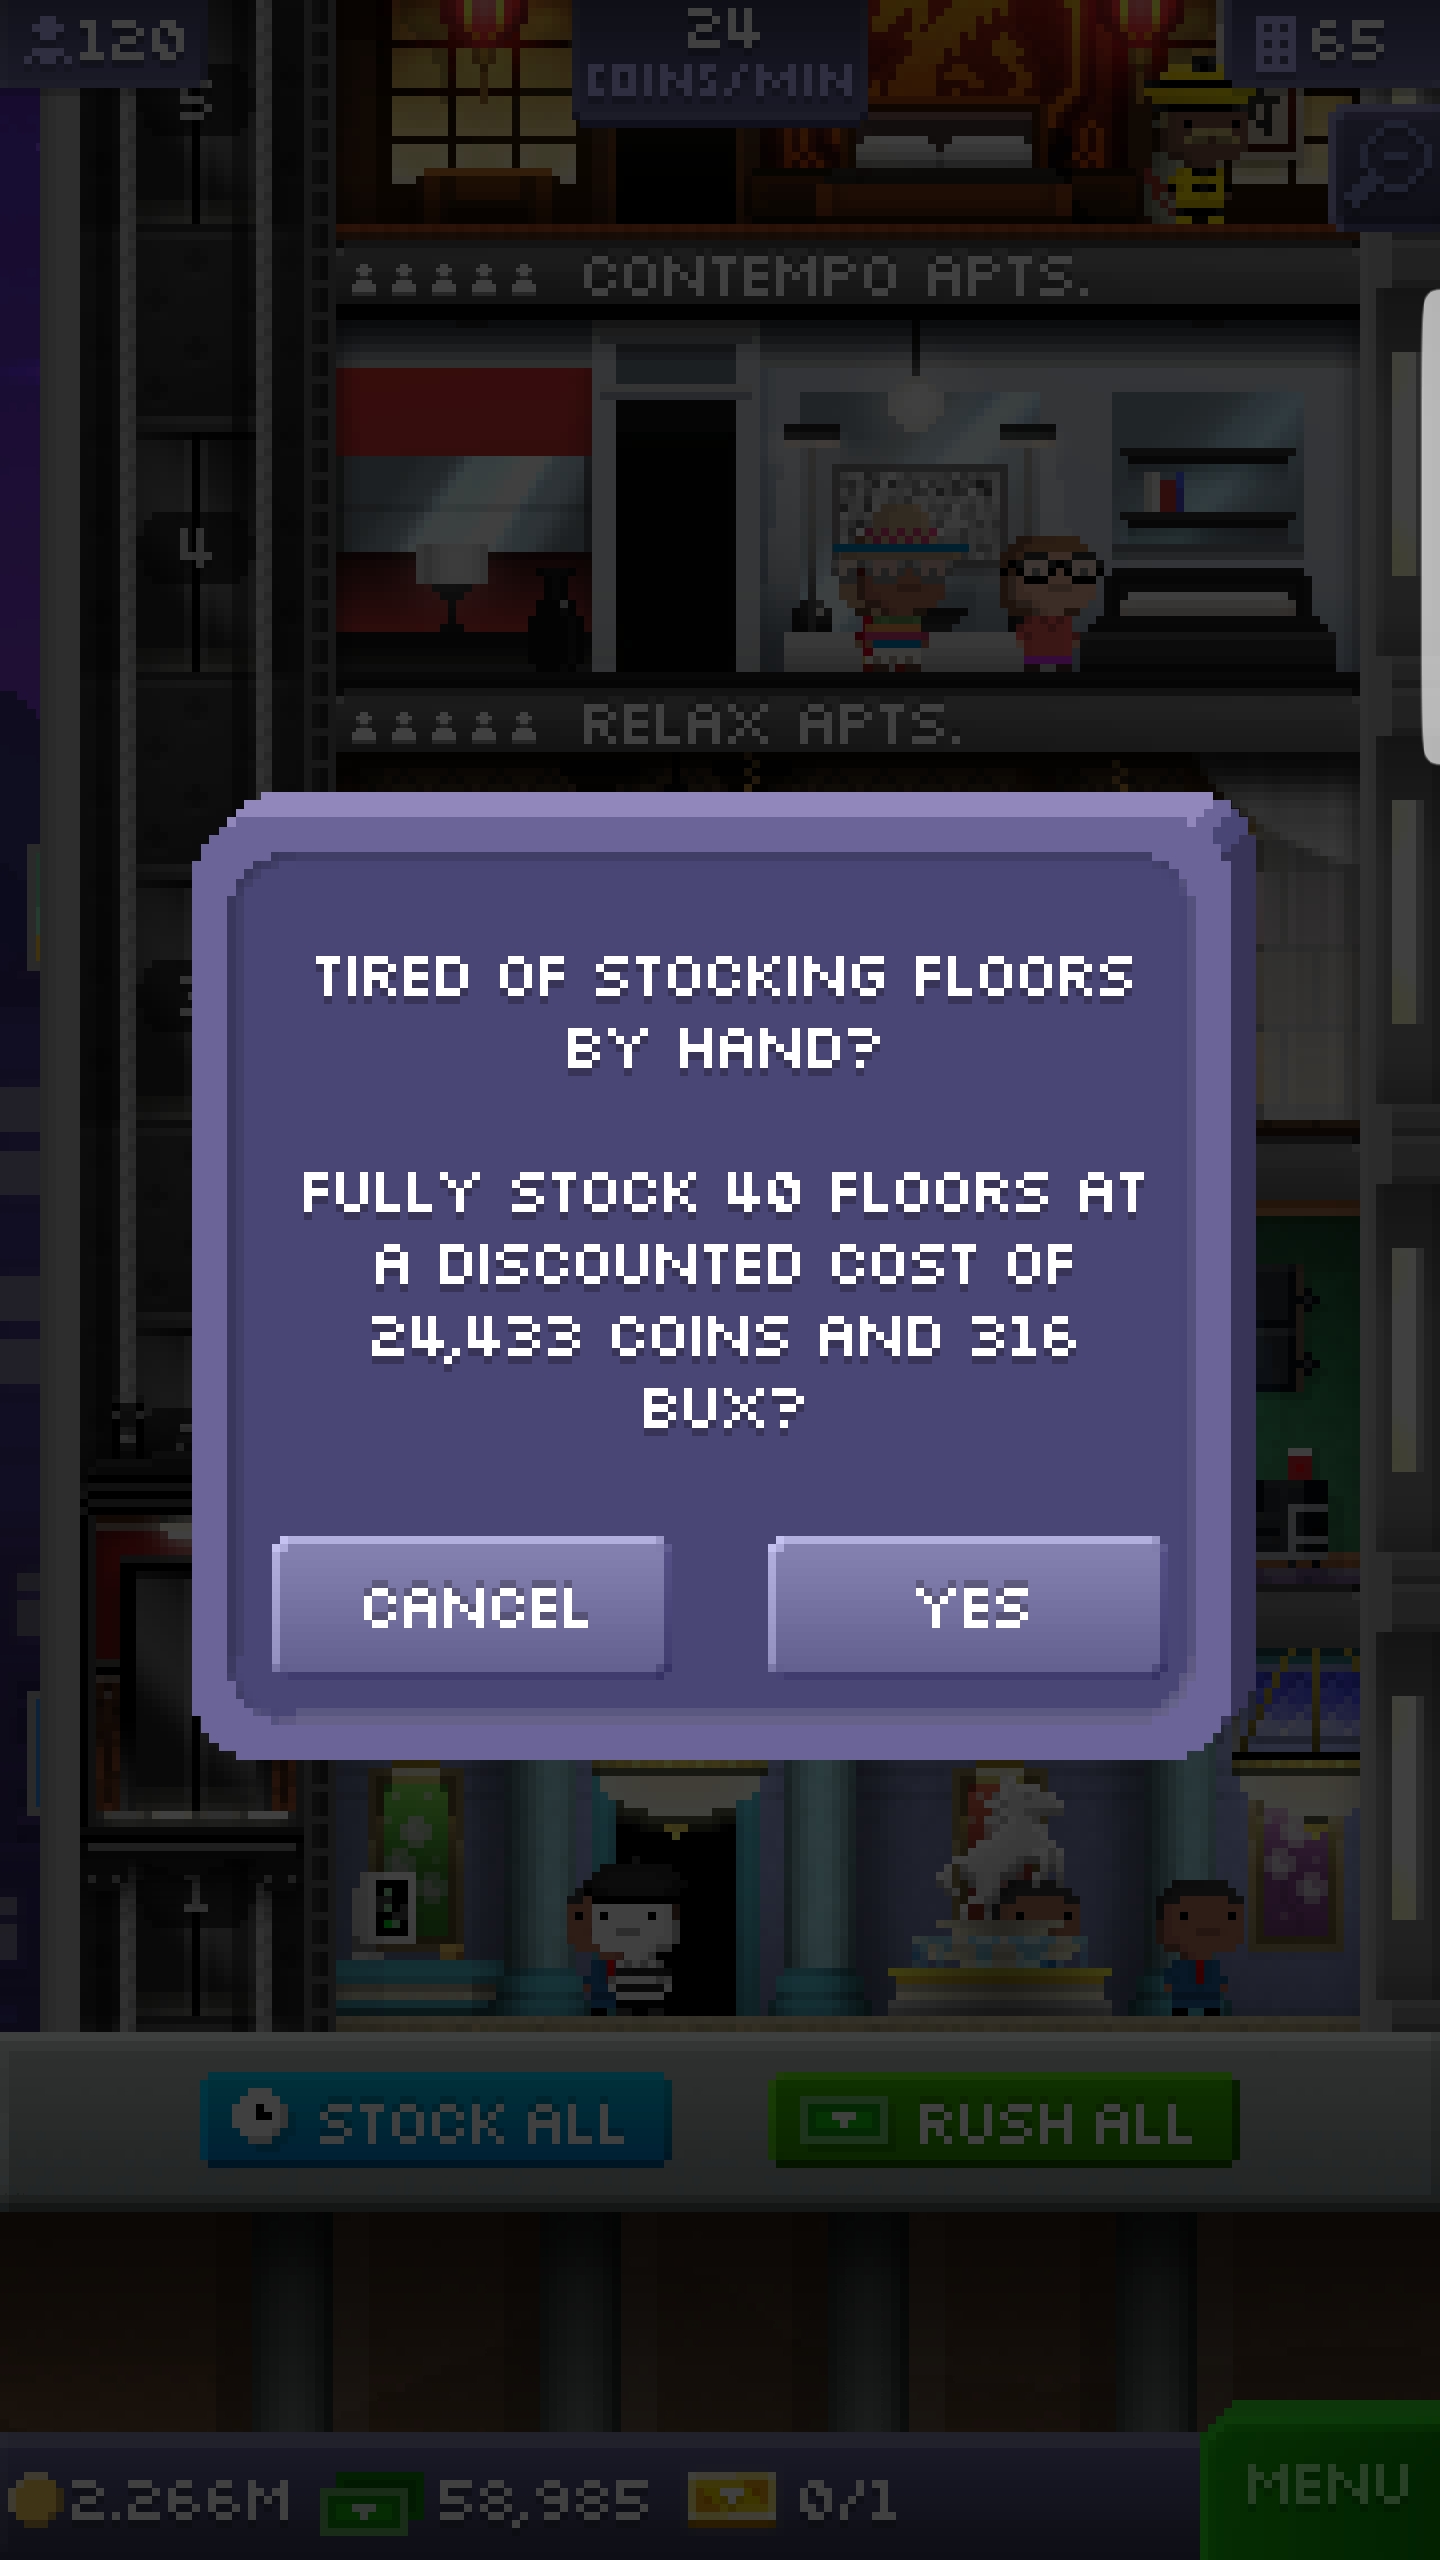 120
24
COINS/MIN
65
5
CONTEMPO APTS.
4
RELAX APTS.
TIRED OF STOCKING FLOORS
BY HAND?
FULLY STOCK 40 FLOORS AT
A DISCOUNTED COST OF
24,433 COINS AND 316
BUX?
CANCEL
YES
1
STOCK ALL
RUSH ALL
2.266M
58,985
0/1
MENU